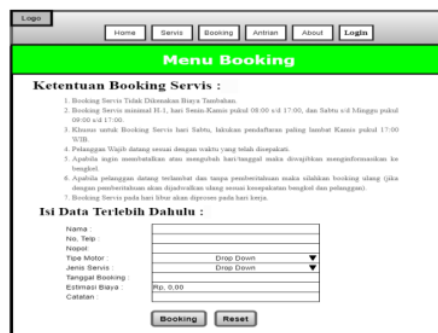 Logo
Home Servis Booking Antrian About Login
Menu Booking
Ketentuan Booking Servis :
1. Booking Servis Tidak Dikenakan Biaya Tambahan.
2. Booking Servis minimal H-1, hari Senin-Kamis pukul 08:00 s/d 17:00, dan Sabtu s/d Minggu pukul
09:00 s/d 17:00.
3. Khusus untuk Booking Servis hari Sabtu, lakukan pendaftaran paling lambat Kamis pukul 17:00
WIB.
4. Pelanggan Wajib datang sesuai dengan waktu yang telah disepakati.
5. Apabila ingin membatalkan atau mengubah hari/tanggal maka diwajibkan menginformasikan ke
bengkel.
6. Apabila pelanggan datang terlambat dan tanpa pemberitahuan maka silahkan booking ulang (jika
dengan pemberitahuan akan dijadwalkan ulang sesuai kesepakatan bengkel dan pelanggan).
7. Booking Servis pada hari libur akan diproses pada hari kerja.
Isi Data Terlebih Dahulu :
Nama :
No. Telp :
Nopol:
Tipe Motor : Drop Down
Jenis Servis : Drop Down
Tanggal Booking :
Estimasi Biaya : Rp. 0.00
Catatan :
Booking Reset